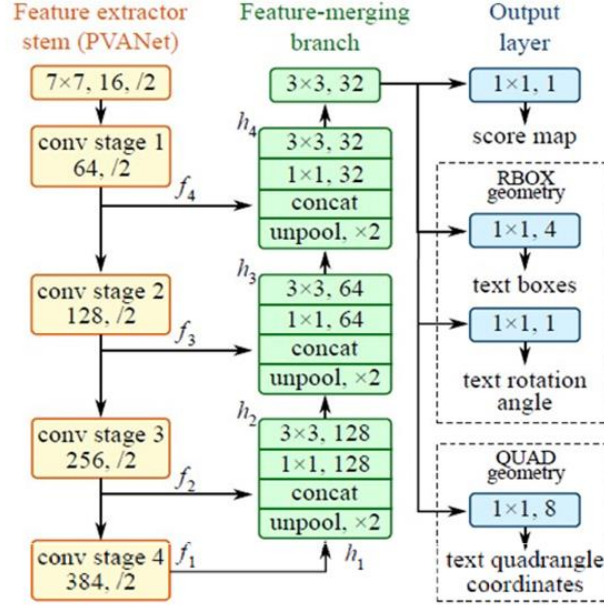 Feature extractor
stem (PVANet)
7×7, 16, /2
conv stage 1
64, /2
f4
conv stage 2
128, /2
f3
conv stage 3
256, /2
f2
conv stage 4
384, /2
f1
Feature-merging
branch
3×3, 32
h4
3×3, 32
1×1, 32
concat
unpool, ×2
h3
3×3, 64
1×1, 64
concat
unpool, ×2
h2
3×3, 128
1×1, 128
concat
unpool, ×2
h1
Output
layer
1×1, 1
score map
RBOX
geometry
1×1, 4
text boxes
1×1, 1
text rotation
angle
QUAD
geometry
1×1, 8
text quadrangle
coordinates